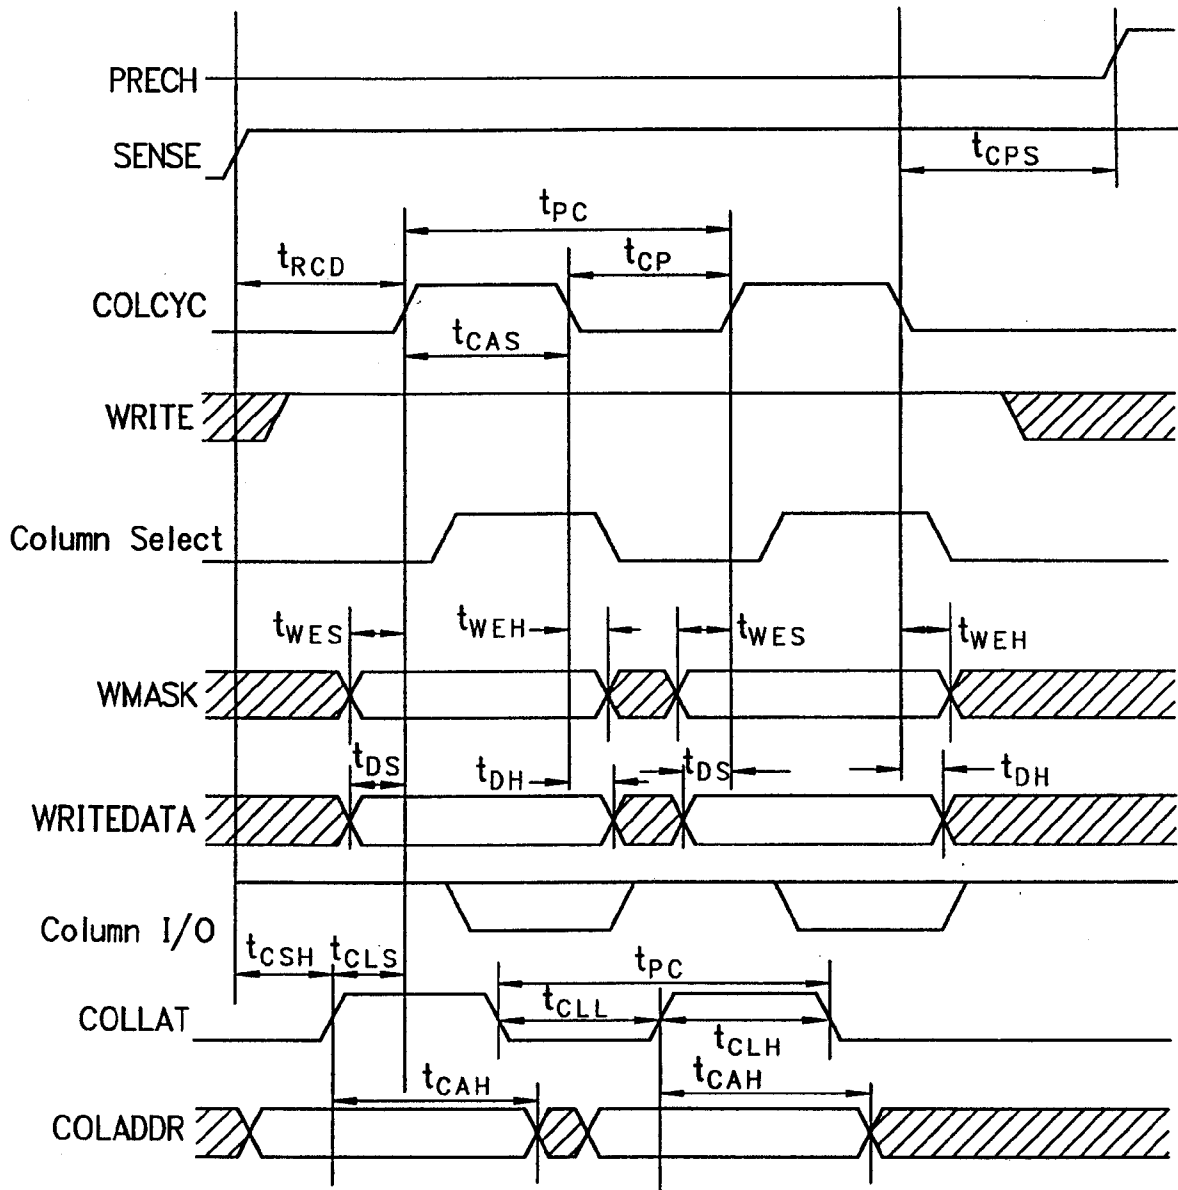 PRECH
SENSE
tCPS
tPC
tRCD
tCP
COLCYC
tCAS
WRITE
Column Select
tWES
tWEH
tWES
tWEH
WMASK
tDS
tDH
tDS
tDH
WRITEDATA
Column I/O
tCSH
tCLS
tPC
COLLAT
tCLL
tCLH
tCAH
tCAH
COLADDR